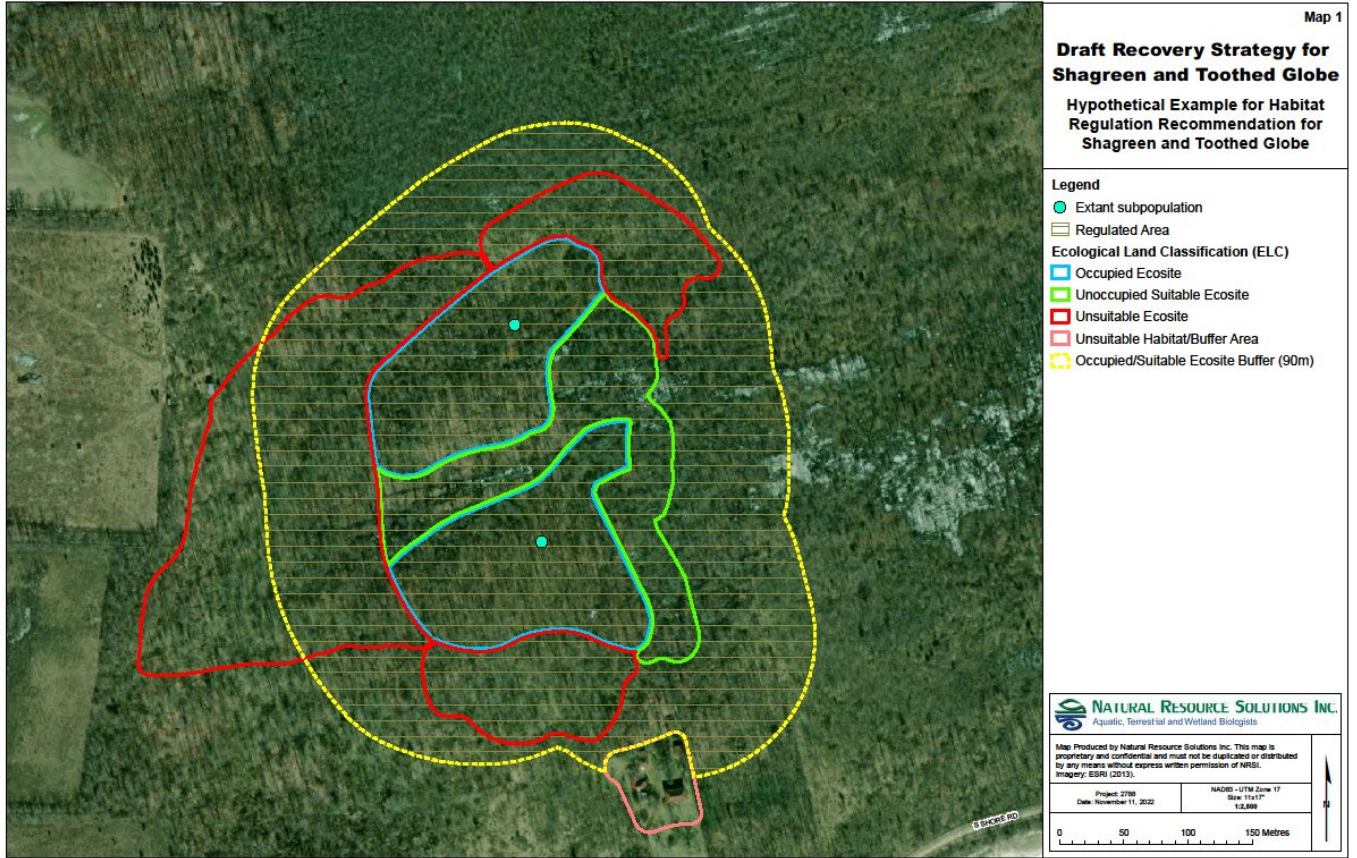 Map 1
Draft Recovery Strategy for
Shagreen and Toothed Globe
Hypothetical Example for Habitat
Regulation Recommendation for
Shagreen and Toothed Globe
Legend
Extant subpopulation
Regulated Area
Ecological Land Classification (ELC)
Occupied Ecosite
Unoccupied Suitable Ecosite
Unsuitable Ecosite
Unsuitable Habitat/Buffer Area
Occupied/Suitable Ecosite Buffer (90m)
S SHORE RD
NATURAL RESOURCE SOLUTIONS INC.
Aquatic, Terrestrial and Wetland Biologists
Map Produced by Natural Resource Solutions Inc. This map is
proprietary and confidential and must not be duplicated or distributed
by any means without express written permission of NRSI.
Imagery: ESRI (2013).
Project: 2788
Date: November 11, 2022
NAD83 - UTM Zone 17
Size: 11x17"
1:2,500
N
0 50 100 150 Metres